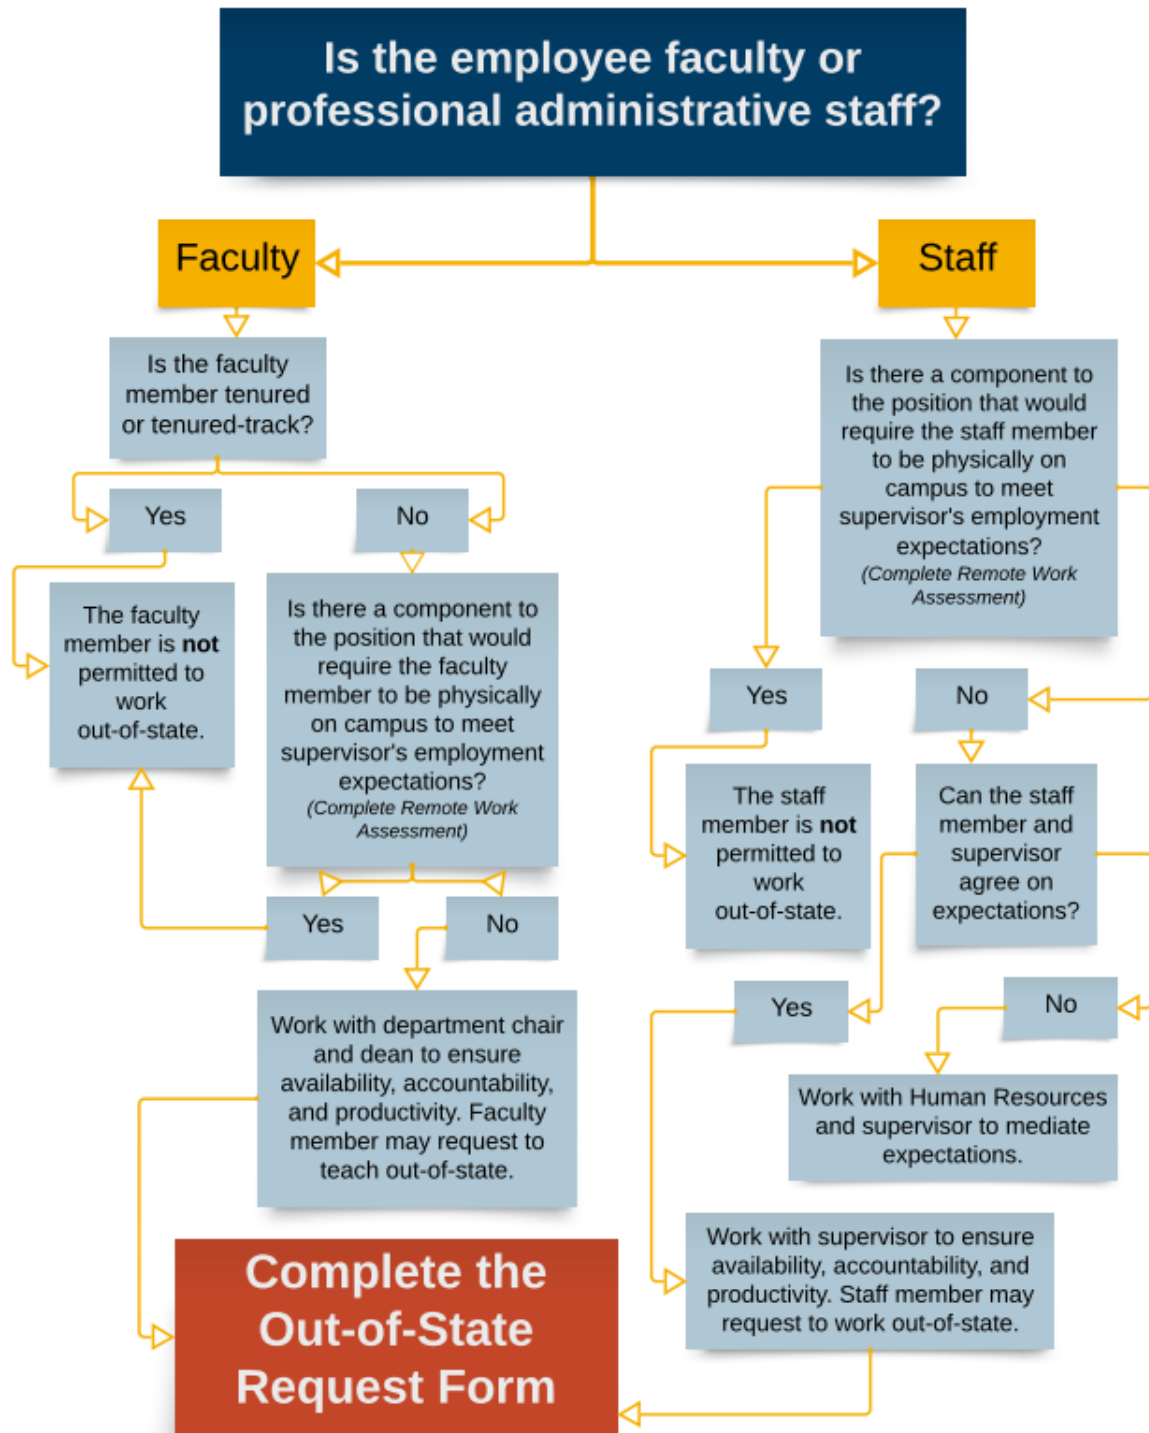 Is the employee faculty or
professional administrative staff?
Faculty
Staff
Is the faculty
member tenured
or tenured-track?
Yes
No
The faculty
member is not
permitted to
work
out-of-state.
Is there a component to
the position that would
require the faculty
member to be physically
on campus to meet
supervisor's employment
expectations?
(Complete Remote Work
Assessment)
Yes
No
Work with department chair
and dean to ensure
availability, accountability,
and productivity. Faculty
member may request to
teach out-of-state.
Is there a component to
the position that would
require the staff member
to be physically on
campus to meet
supervisor's employment
expectations?
(Complete Remote Work
Assessment)
Yes
No
The staff
member is not
permitted to
work
out-of-state.
Can the staff
member and
supervisor
agree on
expectations?
Yes
No
Work with Human Resources
and supervisor to mediate
expectations.
Work with supervisor to ensure
availability, accountability, and
productivity. Staff member may
request to work out-of-state.
Complete the
Out-of-State
Request Form